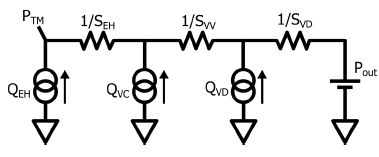 P_TM 1/S_EH 1/S_VV 1/S_VD
P_out
Q_EH Q_VC Q_VD